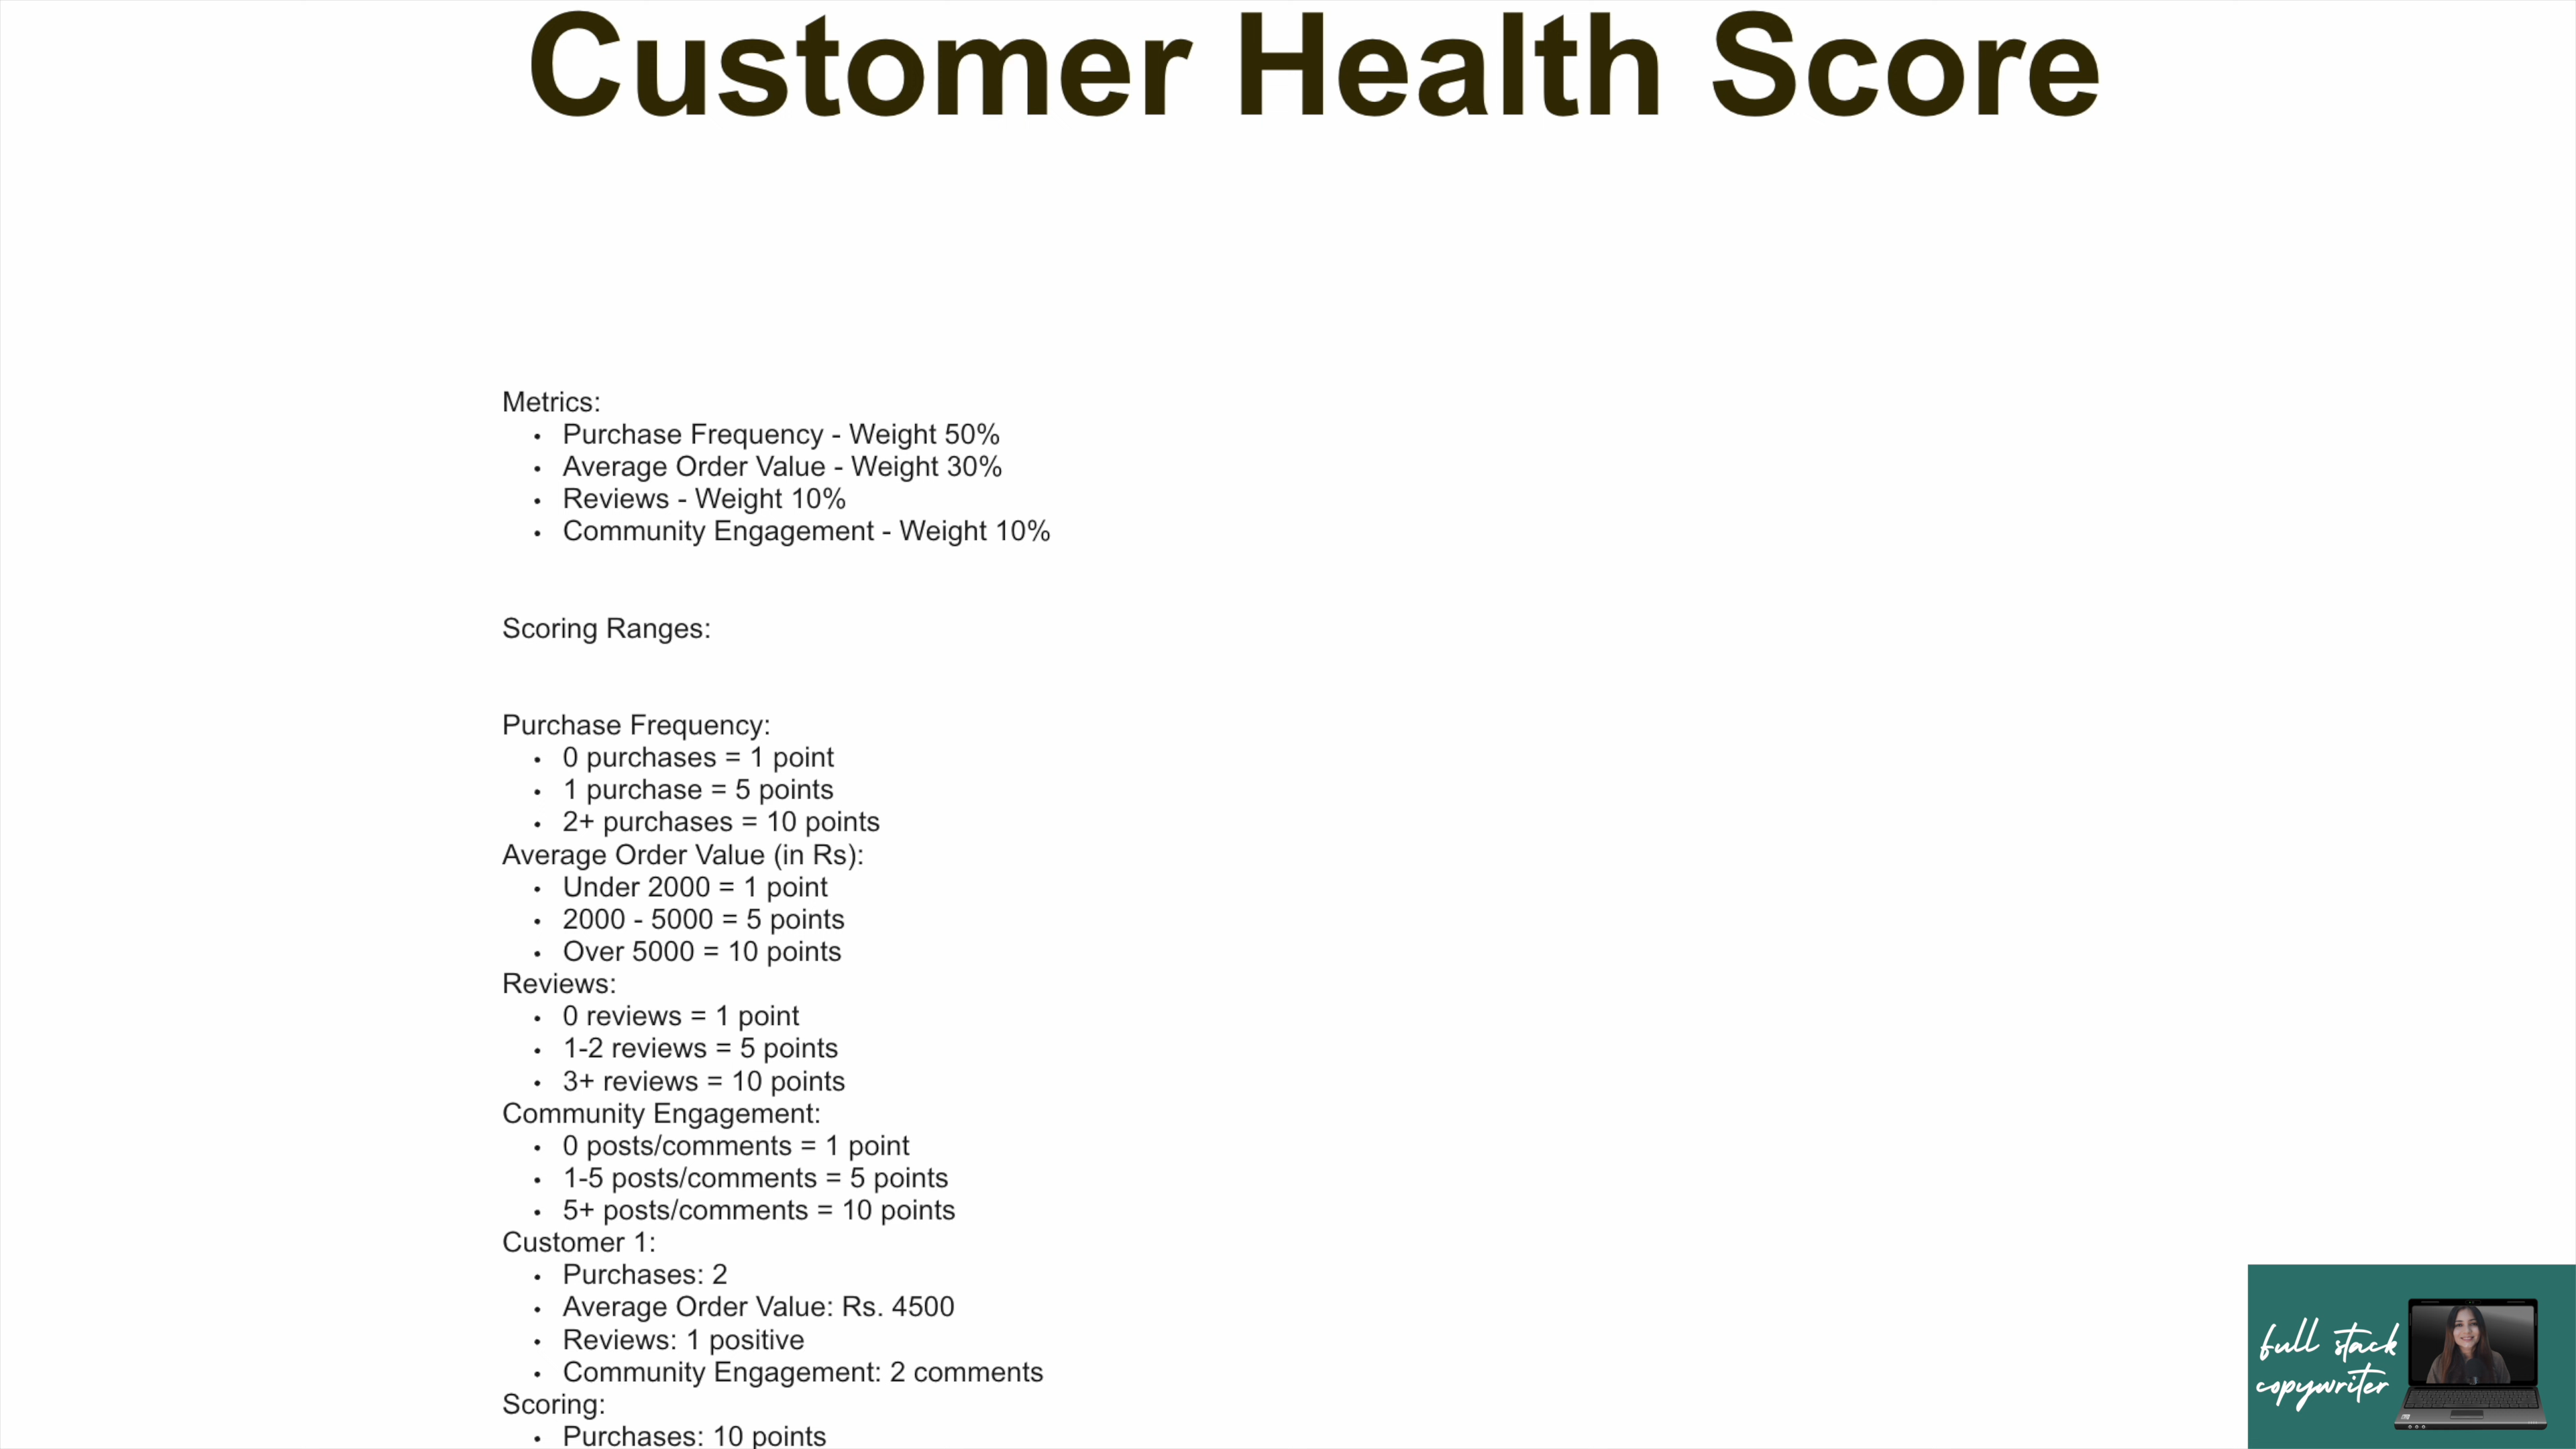 Customer Health Score
Metrics:
• Purchase Frequency - Weight 50%
• Average Order Value - Weight 30%
• Reviews - Weight 10%
• Community Engagement - Weight 10%
Scoring Ranges:
Purchase Frequency:
• 0 purchases = 1 point
• 1 purchase = 5 points
• 2+ purchases = 10 points
Average Order Value (in Rs):
• Under 2000 = 1 point
• 2000 - 5000 = 5 points
• Over 5000 = 10 points
Reviews:
• 0 reviews = 1 point
• 1-2 reviews = 5 points
• 3+ reviews = 10 points
Community Engagement:
• 0 posts/comments = 1 point
• 1-5 posts/comments = 5 points
• 5+ posts/comments = 10 points
Customer 1:
• Purchases: 2
• Average Order Value: Rs. 4500
• Reviews: 1 positive
• Community Engagement: 2 comments
Scoring:
• Purchases: 10 points
full stack
copywriter